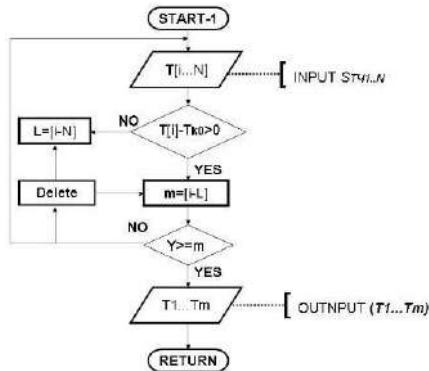 START-1
T[i...N]
INPUT
NO
L=[i-N]
T[i]-Tk0>0
YES
Delete
m=[i-L]
NO
Y>=m
YES
T1...Tm
OUTNPUT (T1...Tm)
RETURN